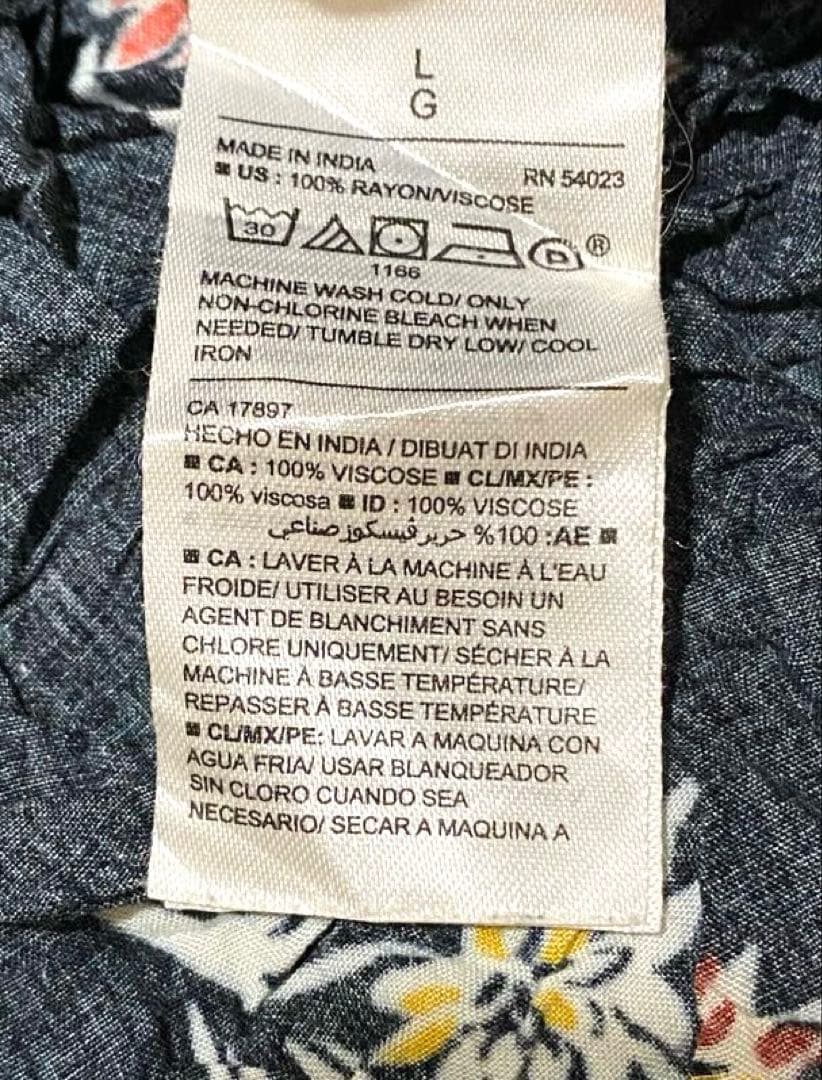 L
G
MADE IN INDIA RN 54023
US : 100% RAYON/VISCOSE
30 D ®
1166
MACHINE WASH COLD/ ONLY
NON-CHLORINE BLEACH WHEN
NEEDED/ TUMBLE DRY LOW/ COOL
IRON
CA 17897
HECHO EN INDIA / DIBUAT DI INDIA
CA : 100% VISCOSE CL/MX/PE :
100% viscosa ID : 100% VISCOSE
AE: 100% حرير ڤيسكوز صناعي
CA : LAVER À LA MACHINE À L'EAU
FROIDE/ UTILISER AU BESOIN UN
AGENT DE BLANCHIMENT SANS
CHLORE UNIQUEMENT/ SÉCHER À LA
MACHINE À BASSE TEMPÉRATURE/
REPASSER À BASSE TEMPÉRATURE
CL/MX/PE: LAVAR A MAQUINA CON
AGUA FRIA/ USAR BLANQUEADOR
SIN CLORO CUANDO SEA
NECESARIO/ SECAR A MAQUINA A